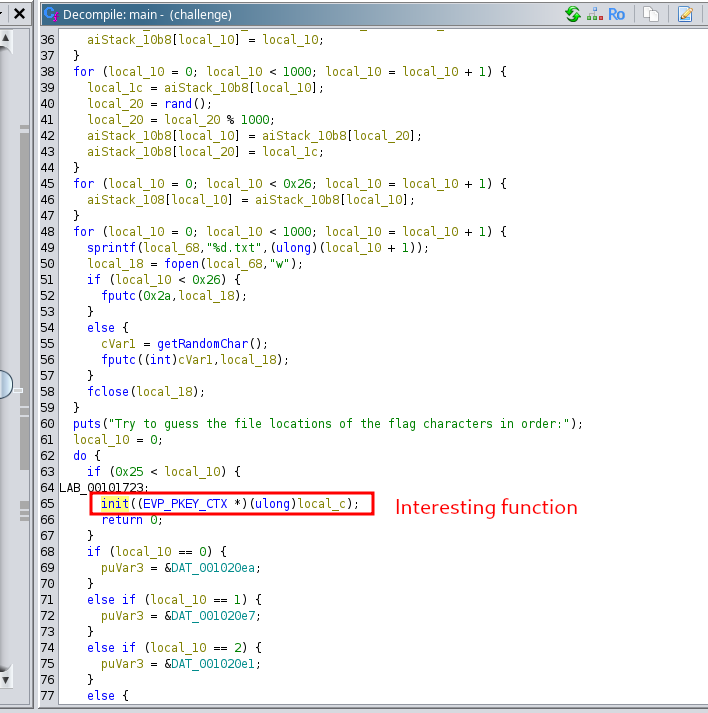 Decompile: main - (challenge)
Ro
36 aiStack_10b8[local_10] = local_10;
37 }
38 for (local_10 = 0; local_10 < 1000; local_10 = local_10 + 1) {
39 local_1c = aiStack_10b8[local_10];
40 local_20 = rand();
41 local_20 = local_20 % 1000;
42 aiStack_10b8[local_10] = aiStack_10b8[local_20];
43 aiStack_10b8[local_20] = local_1c;
44 }
45 for (local_10 = 0; local_10 < 0x26; local_10 = local_10 + 1) {
46 aiStack_108[local_10] = aiStack_10b8[local_10];
47 }
48 for (local_10 = 0; local_10 < 1000; local_10 = local_10 + 1) {
49 sprintf(local_68,"%d.txt",(ulong)(local_10 + 1));
50 local_18 = fopen(local_68,"w");
51 if (local_10 < 0x26) {
52 fputc(0x2a,local_18);
53 }
54 else {
55 cVar1 = getRandomChar();
56 fputc((int)cVar1,local_18);
57 }
58 fclose(local_18);
59 }
60 puts("Try to guess the file locations of the flag characters in order:");
61 local_10 = 0;
62 do {
63 if (0x25 < local_10) {
64 LAB_00101723:
65 init((EVP_PKEY_CTX *)(ulong)local_c); Interesting function
66 return 0;
67 }
68 if (local_10 == 0) {
69 puVar3 = &DAT_001020ea;
70 }
71 else if (local_10 == 1) {
72 puVar3 = &DAT_001020e7;
73 }
74 else if (local_10 == 2) {
75 puVar3 = &DAT_001020e1;
76 }
77 else {